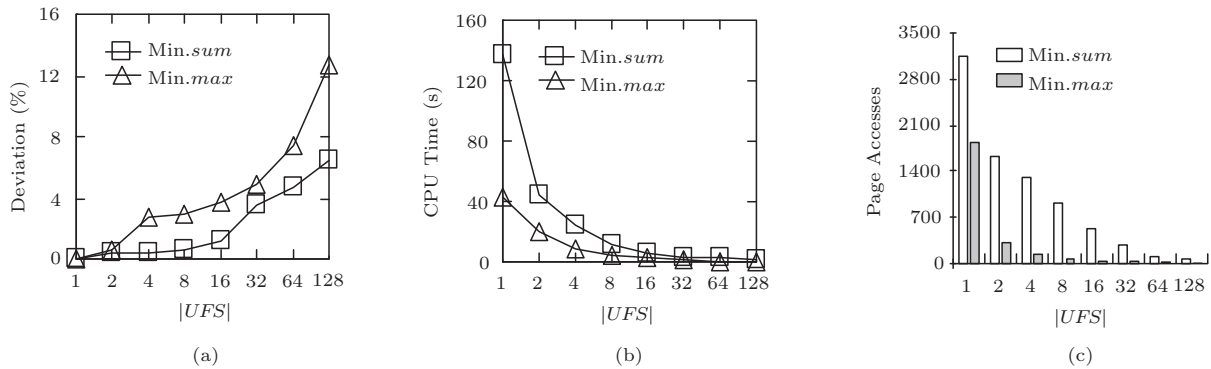 16
12
8
4
0
Deviation (%)
Min.sum
Min.max
1 2 4 8 16 32 64 128
|UFS|
(a)
160
120
80
40
0
CPU Time (s)
Min.sum
Min.max
1 2 4 8 16 32 64 128
|UFS|
(b)
3500
2800
2100
1400
700
0
Page Accesses
Min.sum
Min.max
1 2 4 8 16 32 64 128
|UFS|
(c)